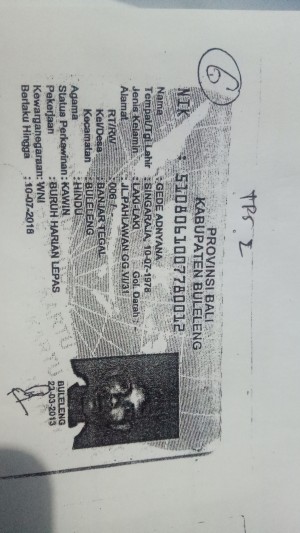 6
TPS. 2
PROVINSI BALI
KABUPATEN BULELENG
NIK : 5108061007780012
Nama : GEDE ADNYANA
Tempat/Tgl Lahir : SINGARAJA, 10-07-1978
Jenis Kelamin : LAKI-LAKI Gol. Darah :
Alamat : JL.PAHLAWAN GG.VI/31
RT/RW : 006/
Kel/Desa : BANJAR TEGAL
Kecamatan : BULELENG
Agama : HINDU
Status Perkawinan : KAWIN
Pekerjaan : BURUH HARIAN LEPAS
Kewarganegaraan : WNI
Berlaku Hingga : 10-07-2018
BULELENG
22-03-2013